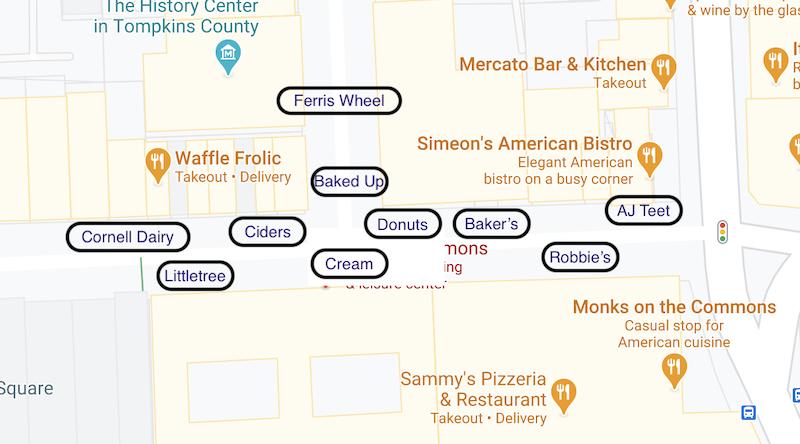 The History Center
in Tompkins County
& wine by the glas
Mercato Bar & Kitchen
Takeout
Ferris Wheel
Simeon's American Bistro
Elegant American
bistro on a busy corner
Waffle Frolic
Takeout • Delivery
Baked Up
AJ Teet
Donuts
Baker's
Ciders
Cornell Dairy
mmons
Robbie's
Cream
ing
Littletree
& leisure center
Monks on the Commons
Casual stop for
American cuisine
Square
Sammy's Pizzeria
& Restaurant
Takeout • Delivery